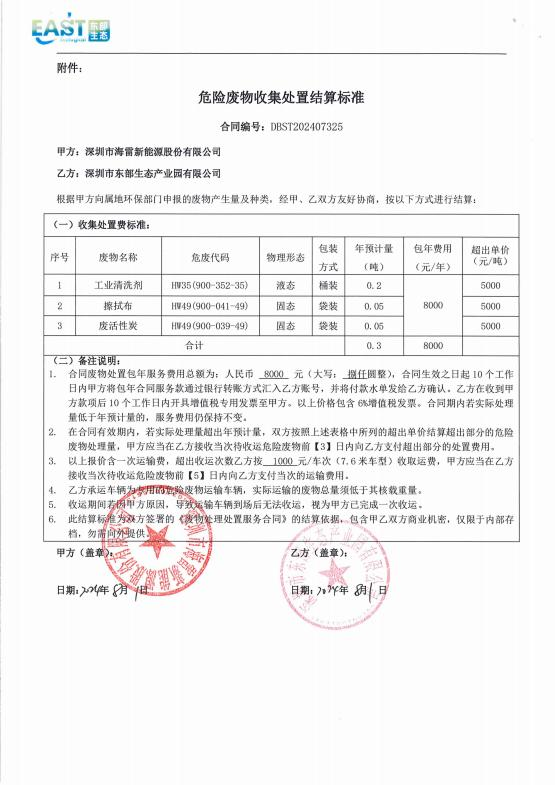 EAST 东部生态
附件：
危险废物收集处置结算标准
合同编号：DBST202407325
甲方：深圳市海雷新能源股份有限公司
乙方：深圳市东部生态产业园有限公司
根据甲方向属地环保部门申报的废物产生量及种类，经甲、乙双方友好协商，按以下方式进行结算：
（一）收集处置费标准：
序号 废物名称 危废代码 物理形态 包装方式 年预计量（吨） 包年费用（元/年） 超出单价（元/吨）
1 工业清洗剂 HW35(900-352-35) 液态 桶装 0.2 8000 5000
2 擦拭布 HW49(900-041-49) 固态 袋装 0.05 5000
3 废活性炭 HW49(900-039-49) 固态 袋装 0.05 5000
合计 0.3 8000
（二）备注说明：
1. 合同废物处置包年服务费用总额为：人民币 8000 元（大写：捌仟圆整），合同生效之日起 10 个工作
日内甲方将包年合同服务款通过银行转账方式汇入乙方账号，并将付款水单发给乙方确认。乙方在收到甲
方款项后 10 个工作日内开具增值税专用发票至甲方。以上价格包含 6%增值税发票。合同期内若实际处理
量低于年预计量的，服务费用仍保持不变。
2. 在合同有效期内，若实际处理量超出年预计量，双方按照上述表格中所列的超出单价结算超出部分的危险
废物处理量，甲方应当在乙方接收当次待收运危险废物前【3】日内向乙方支付超出部分的处置费用。
3. 以上报价含一次运输费，超出收运次数乙方按 1000 元/车次（7.6 米车型）收取运费，甲方应当在乙方
接收当次待收运危险废物前【5】日内向乙方支付当次的运输费用。
4. 乙方承运车辆为专用的危险废物运输车辆，实际运输的废物总量须低于其核载重量。
5. 收运期间若因甲方原因，导致运输车辆到场后无法收运，视为甲方已完成一次收运。
6. 此结算标准为双方签署的《废物处理处置服务合同》的结算依据，包含甲乙双方商业机密，仅限于内部存
档，勿需向外提供。
甲方（盖章）： 乙方（盖章）：
日期：2024年 8月 1日 日期：2024年 8月1日